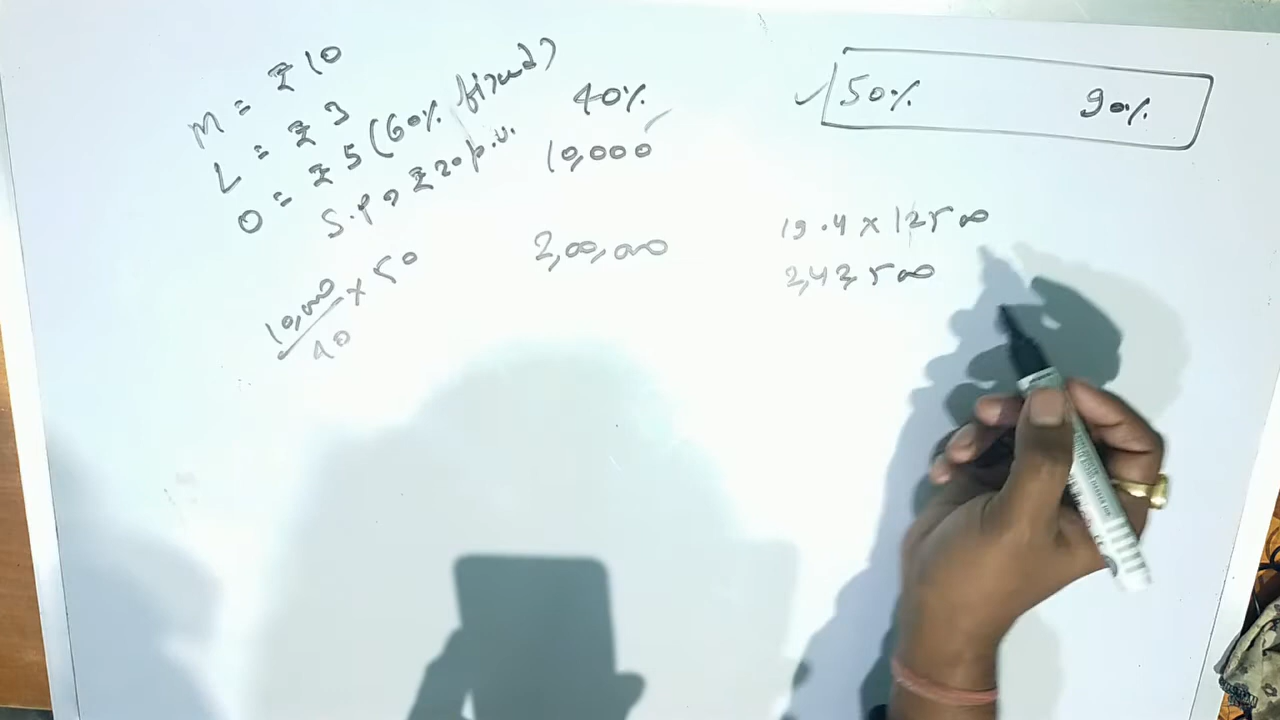 M = ₹ 10
L = ₹ 3
O = ₹ 5 (60% fixed)
S.P = ₹ 20 p.u.
10,000/40 × 50
40%
10,000
2,00,000
50% 90%
19.4 × 12500
2,42,500